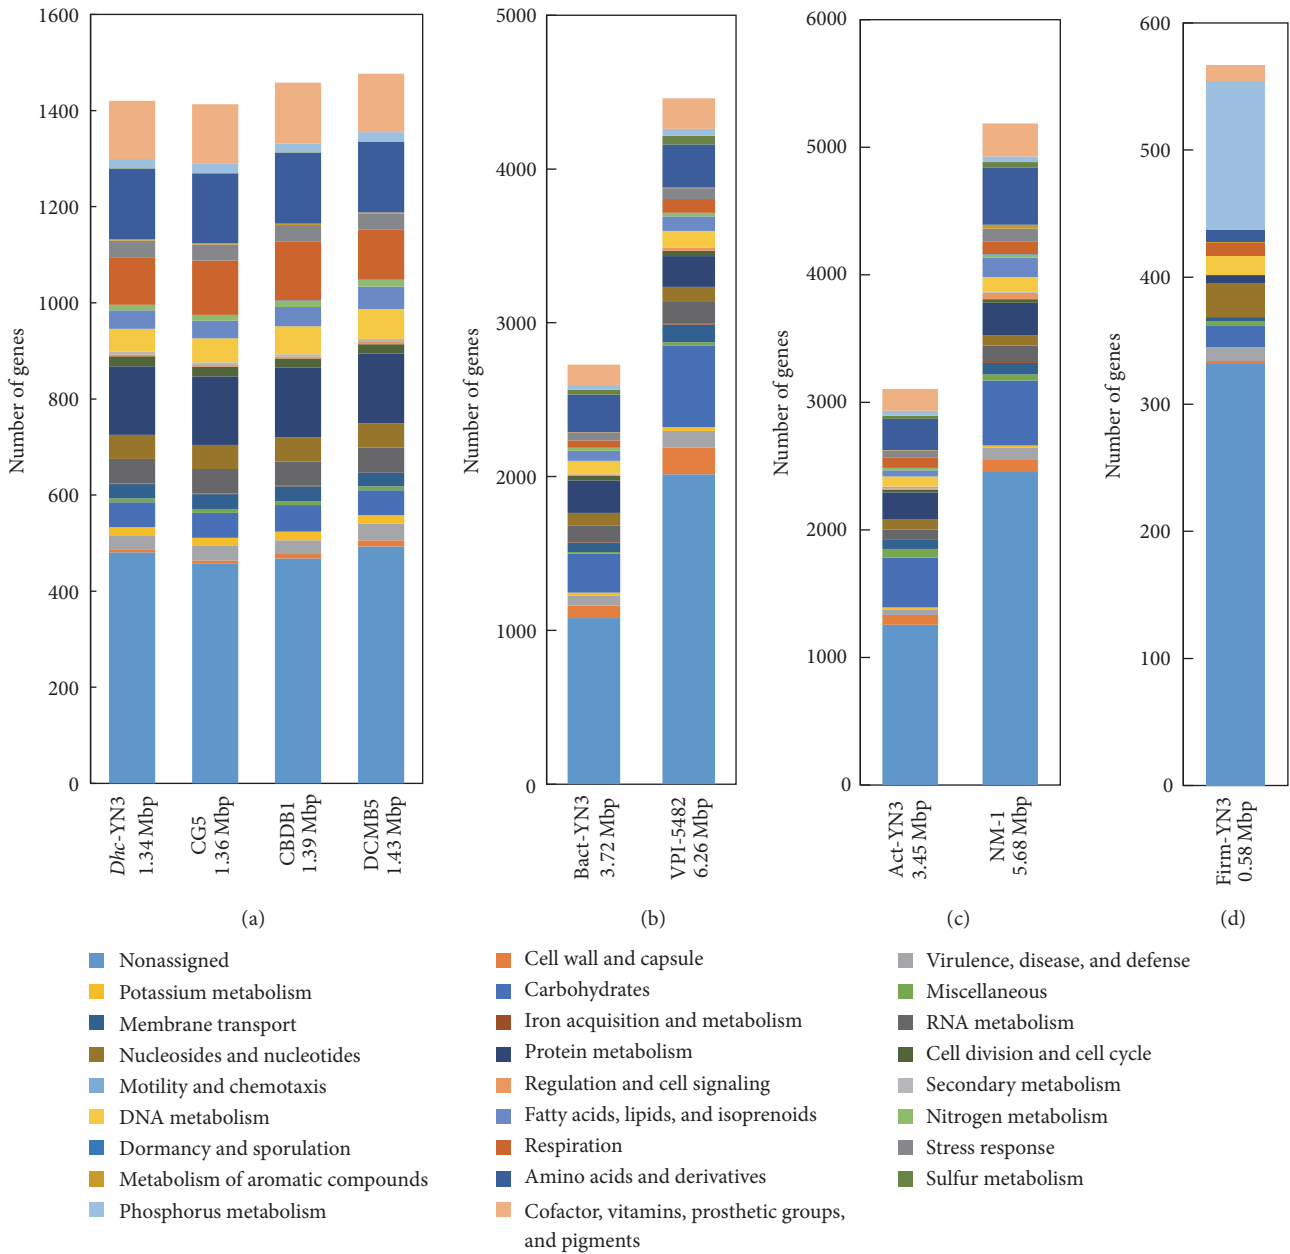 Number of genes
1600
1400
1200
1000
800
600
400
200
0
Dhc-YN3
1.34 Mbp
CG5
1.36 Mbp
CBDB1
1.39 Mbp
DCMB5
1.43 Mbp
(a)
Number of genes
5000
4000
3000
2000
1000
0
Bact-YN3
3.72 Mbp
VPI-5482
6.26 Mbp
(b)
Number of genes
6000
5000
4000
3000
2000
1000
0
Act-YN3
3.45 Mbp
NM-1
5.68 Mbp
(c)
Number of genes
600
500
400
300
200
100
0
Firm-YN3
0.58 Mbp
(d)
Nonassigned
Potassium metabolism
Membrane transport
Nucleosides and nucleotides
Motility and chemotaxis
DNA metabolism
Dormancy and sporulation
Metabolism of aromatic compounds
Phosphorus metabolism
Cell wall and capsule
Carbohydrates
Iron acquisition and metabolism
Protein metabolism
Regulation and cell signaling
Fatty acids, lipids, and isoprenoids
Respiration
Amino acids and derivatives
Cofactor, vitamins, prosthetic groups,
and pigments
Virulence, disease, and defense
Miscellaneous
RNA metabolism
Cell division and cell cycle
Secondary metabolism
Nitrogen metabolism
Stress response
Sulfur metabolism